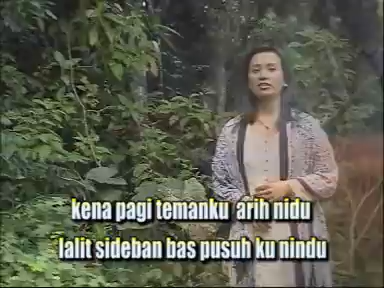 kena pagi temanku arih nidu
lalit sideban bas pusuh ku nindu